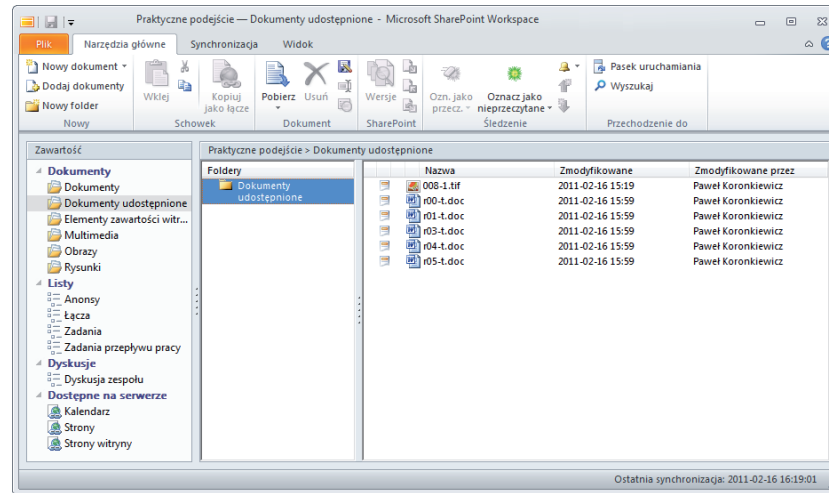 Praktyczne podejście — Dokumenty udostępnione - Microsoft SharePoint Workspace
Plik Narzędzia główne Synchronizacja Widok
Nowy dokument
Dodaj dokumenty
Nowy folder
Nowy
Wklej
Kopiuj
jako łącze
Schowek
Pobierz Usuń
Dokument
Wersje
SharePoint
Ozn. jako
przecz.
Oznacz jako
nieprzeczytane
Śledzenie
Pasek uruchamiania
Wyszukaj
Przechodzenie do
Zawartość
Dokumenty
Dokumenty
Dokumenty udostępnione
Elementy zawartości witr...
Multimedia
Obrazy
Rysunki
Listy
Anonsy
Łącza
Zadania
Zadania przepływu pracy
Dyskusje
Dyskusja zespołu
Dostępne na serwerze
Kalendarz
Strony
Strony witryny
Praktyczne podejście > Dokumenty udostępnione
Foldery
Dokumenty
udostępnione
Nazwa Zmodyfikowane Zmodyfikowane przez
008-1.tif 2011-02-16 15:19 Paweł Koronkiewicz
r00-t.doc 2011-02-16 15:59 Paweł Koronkiewicz
r01-t.doc 2011-02-16 15:59 Paweł Koronkiewicz
r03-t.doc 2011-02-16 15:59 Paweł Koronkiewicz
r04-t.doc 2011-02-16 15:59 Paweł Koronkiewicz
r05-t.doc 2011-02-16 15:59 Paweł Koronkiewicz
Ostatnia synchronizacja: 2011-02-16 16:19:01